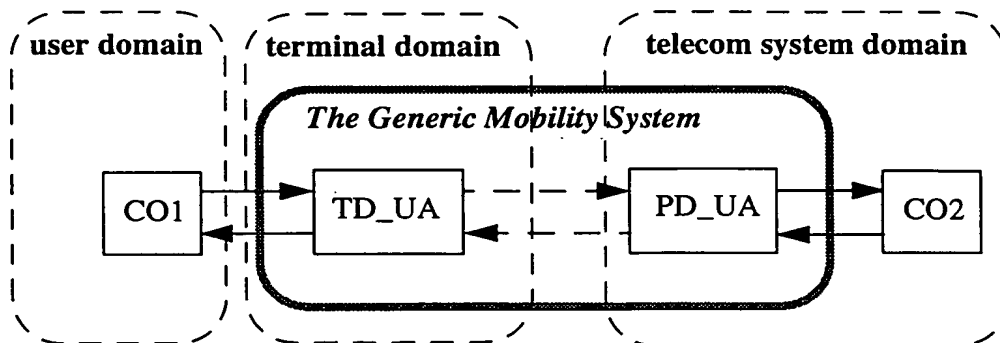 user domain
terminal domain
telecom system domain
The Generic Mobility System
CO1
TD_UA
PD_UA
CO2